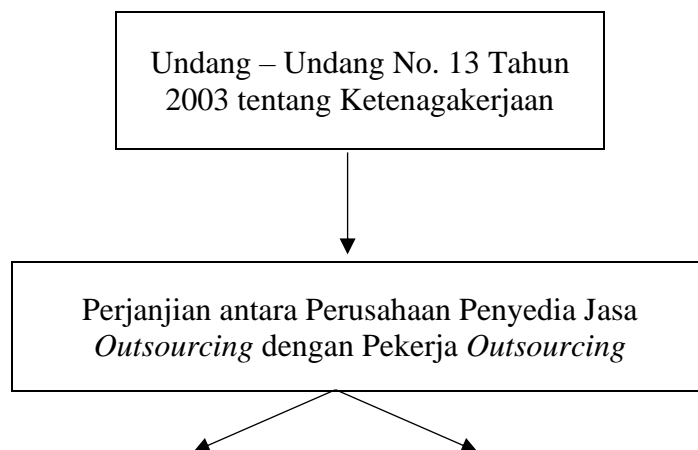 Undang – Undang No. 13 Tahun
2003 tentang Ketenagakerjaan
Perjanjian antara Perusahaan Penyedia Jasa
Outsourcing dengan Pekerja Outsourcing